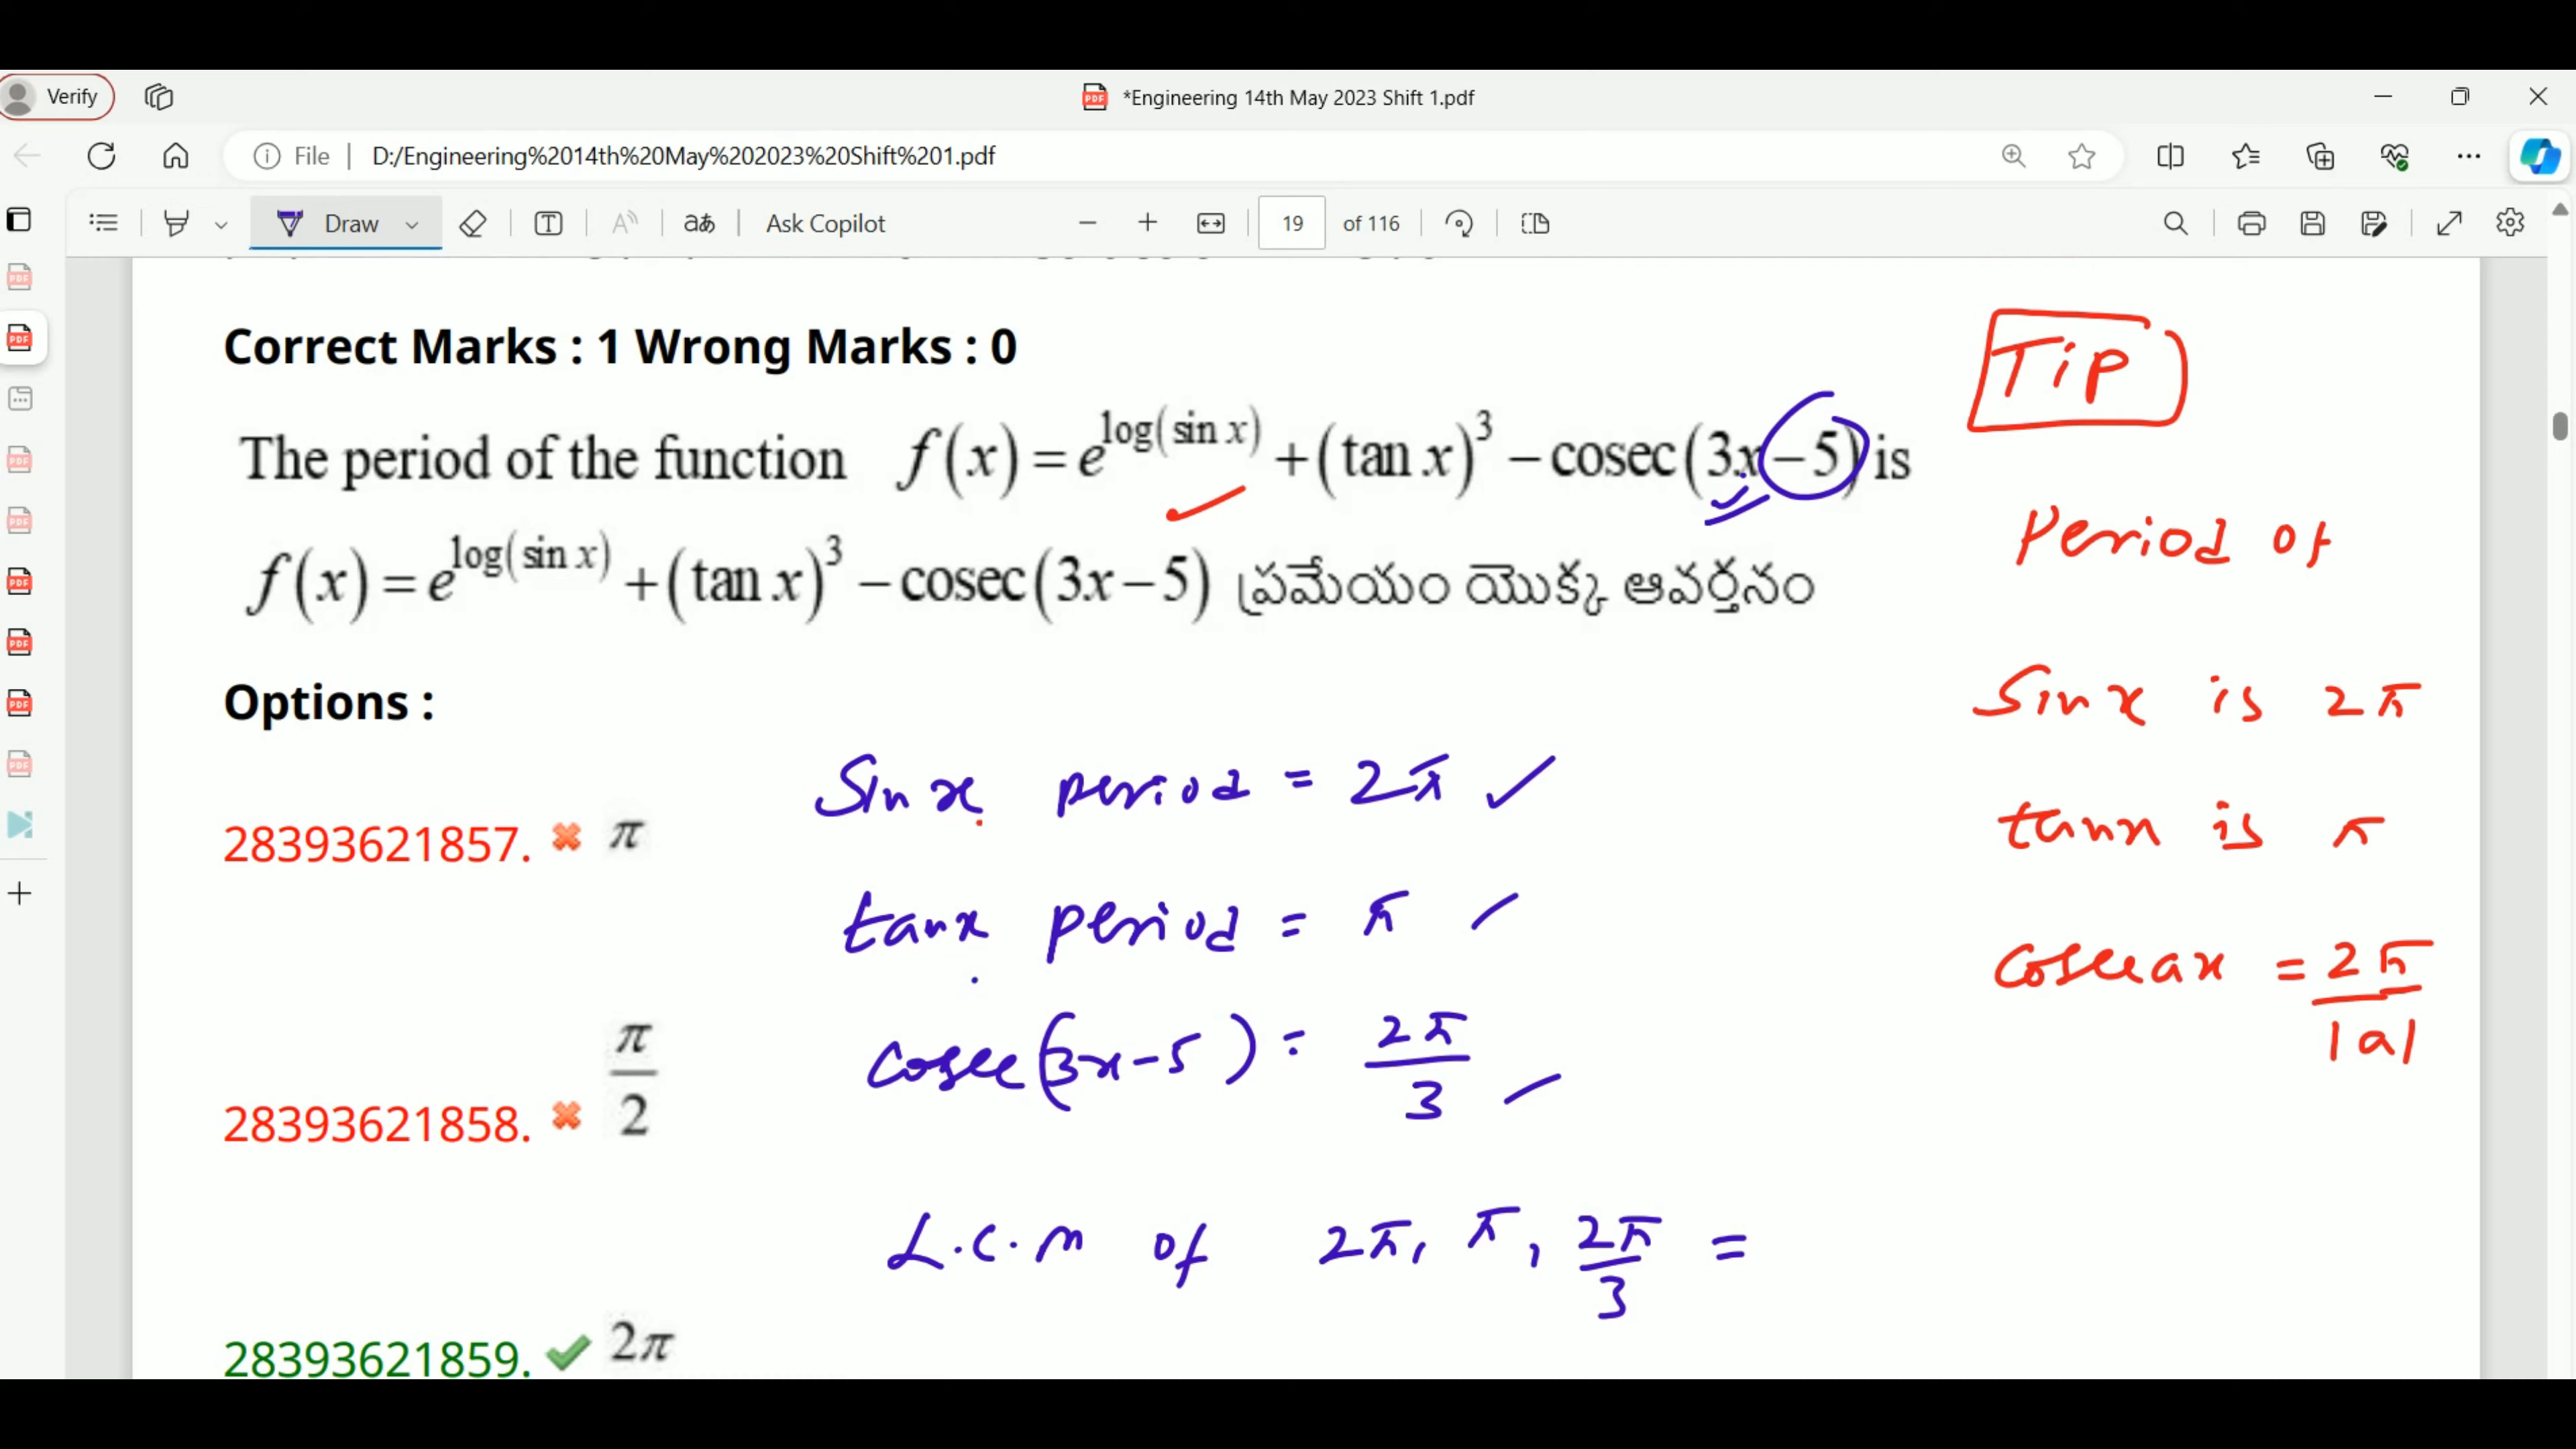 Verify
*Engineering 14th May 2023 Shift 1.pdf
File | D:/Engineering%2014th%20May%202023%20Shift%201.pdf
Draw
aあ
Ask Copilot
19 of 116
Correct Marks : 1 Wrong Marks : 0
The period of the function f(x) = e^log(sin x) + (tan x)^3 − cosec(3x − 5) is
f(x) = e^log(sin x) + (tan x)^3 − cosec(3x − 5) ప్రమేయం యొక్క ఆవర్తనం
Options :
28393621857. ✖ π
28393621858. ✖ π/2
28393621859. ✔ 2π
Sin x period = 2π ✓
tanx period = π
Cosec(3x-5) = 2π/3
L.C.M of 2π, π, 2π/3 =
Tip
Period of
Sin x is 2π
tanx is π
Cosec ax = 2π/|a|